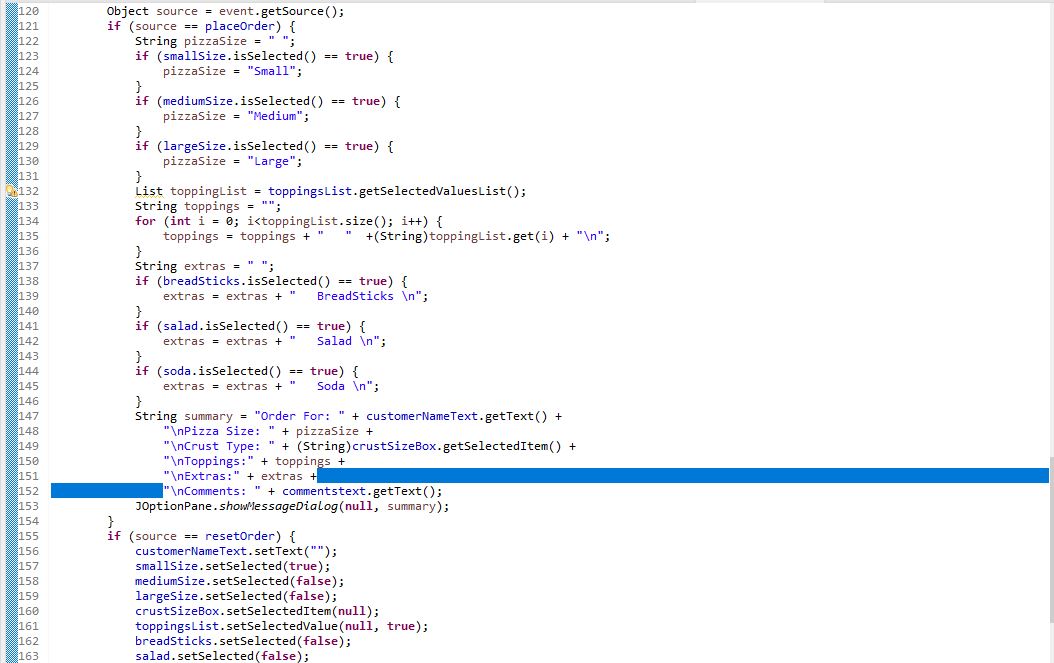 120 Object source = event.getSource();
121 if (source == placeOrder) {
122 String pizzaSize = " ";
123 if (smallSize.isSelected() == true) {
124 pizzaSize = "Small";
125 }
126 if (mediumSize.isSelected() == true) {
127 pizzaSize = "Medium";
128 }
129 if (largeSize.isSelected() == true) {
130 pizzaSize = "Large";
131 }
132 List toppingList = toppingsList.getSelectedValuesList();
133 String toppings = "";
134 for (int i = 0; i<toppingList.size(); i++) {
135 toppings = toppings + "   "  +(String)toppingList.get(i) + "\n";
136 }
137 String extras = " ";
138 if (breadSticks.isSelected() == true) {
139 extras = extras + "   BreadSticks \n";
140 }
141 if (salad.isSelected() == true) {
142 extras = extras + "   Salad \n";
143 }
144 if (soda.isSelected() == true) {
145 extras = extras + "   Soda \n";
146 }
147 String summary = "Order For: " + customerNameText.getText() +
148 "\nPizza Size: " + pizzaSize +
149 "\nCrust Type: " + (String)crustSizeBox.getSelectedItem() +
150 "\nToppings:" + toppings +
151 "\nExtras:" + extras +
152 "\nComments: " + commentstext.getText();
153 JOptionPane.showMessageDialog(null, summary);
154 }
155 if (source == resetOrder) {
156 customerNameText.setText("");
157 smallSize.setSelected(true);
158 mediumSize.setSelected(false);
159 largeSize.setSelected(false);
160 crustSizeBox.setSelectedItem(null);
161 toppingsList.setSelectedValue(null, true);
162 breadSticks.setSelected(false);
163 salad.setSelected(false);